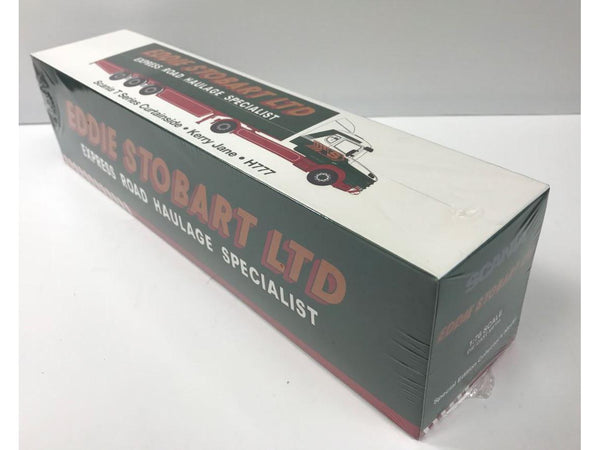 EDDIE STOBART LTD
EXPRESS ROAD HAULAGE SPECIALIST
Scania T Series Curtainside • Kerry Jane • H777
EDDIE STOBART LTD
EXPRESS ROAD HAULAGE SPECIALIST
SCANIA
EDDIE STOBART
1:76 SCALE